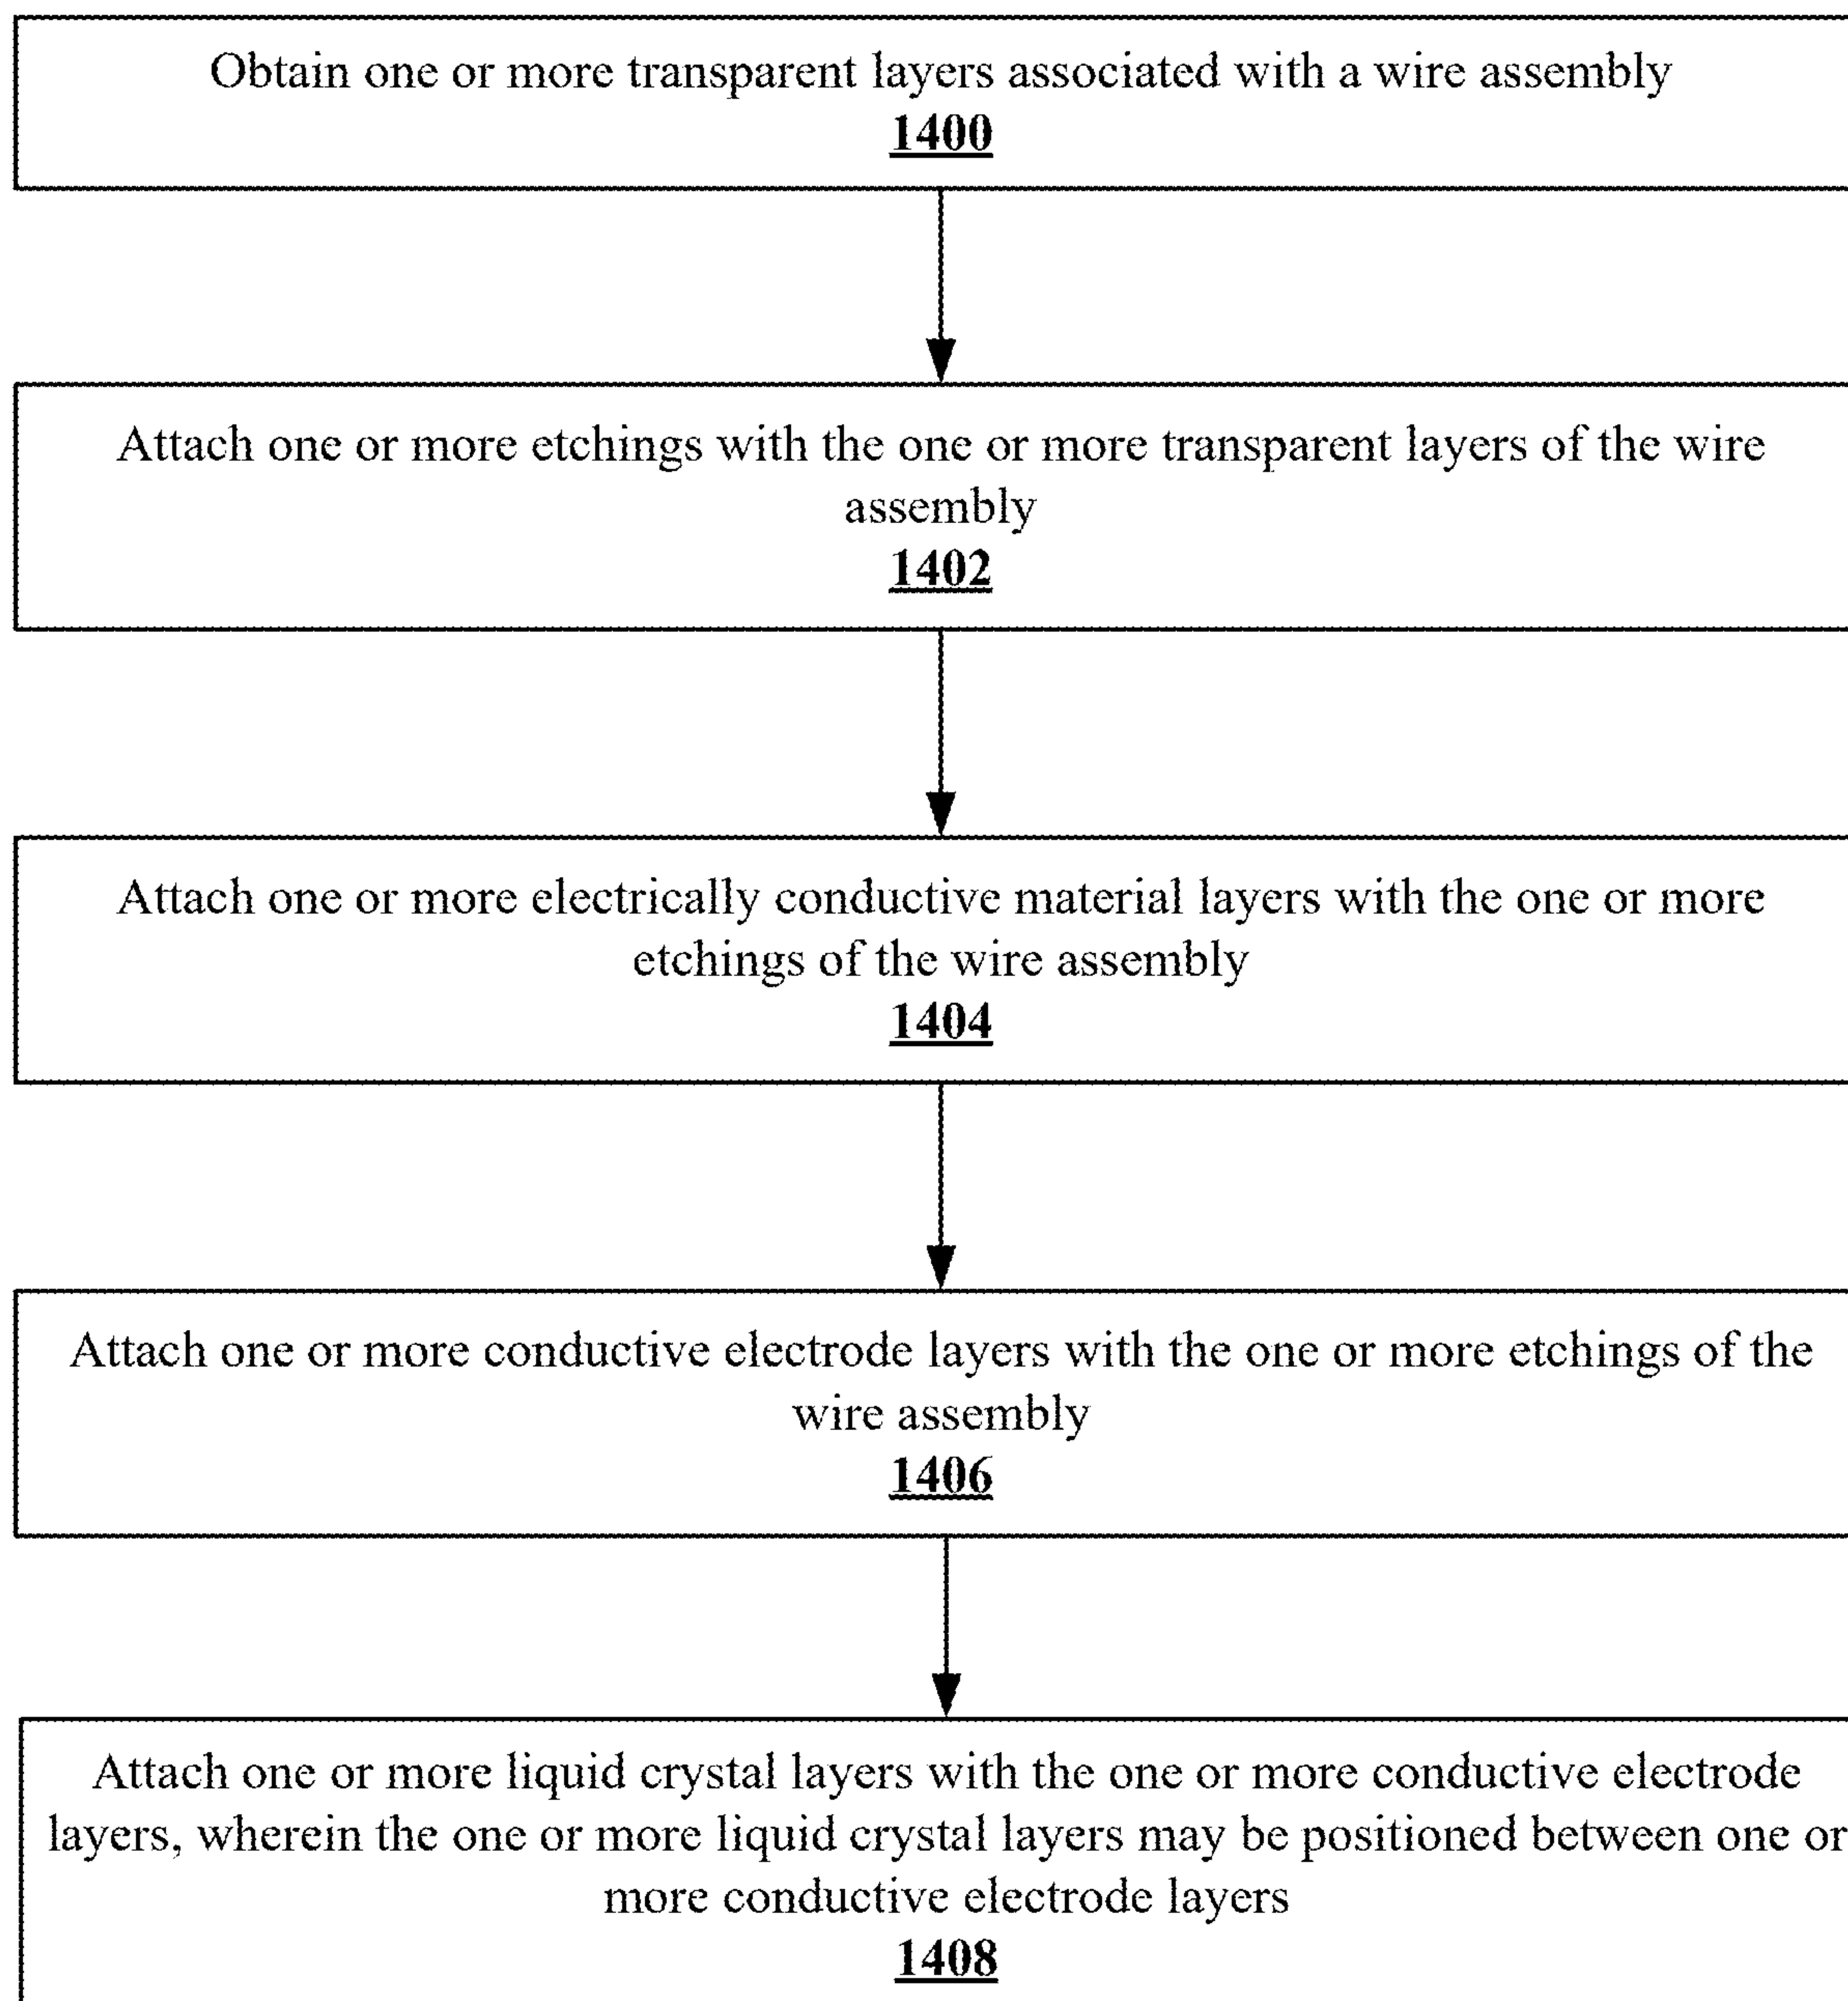 Obtain one or more transparent layers associated with a wire assembly
1400
Attach one or more etchings with the one or more transparent layers of the wire
assembly
1402
Attach one or more electrically conductive material layers with the one or more
etchings of the wire assembly
1404
Attach one or more conductive electrode layers with the one or more etchings of the
wire assembly
1406
Attach one or more liquid crystal layers with the one or more conductive electrode
layers, wherein the one or more liquid crystal layers may be positioned between one or
more conductive electrode layers
1408